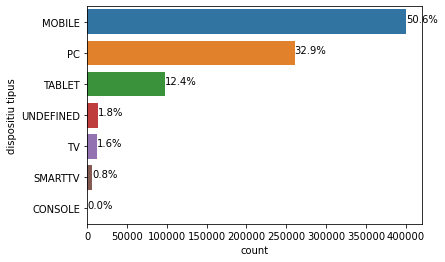 MOBILE 50.6%
PC 32.9%
TABLET 12.4%
UNDEFINED 1.8%
TV 1.6%
SMARTTV 0.8%
CONSOLE 0.0%
dispositiu tipus
0 50000 100000 150000 200000 250000 300000 350000 400000
count